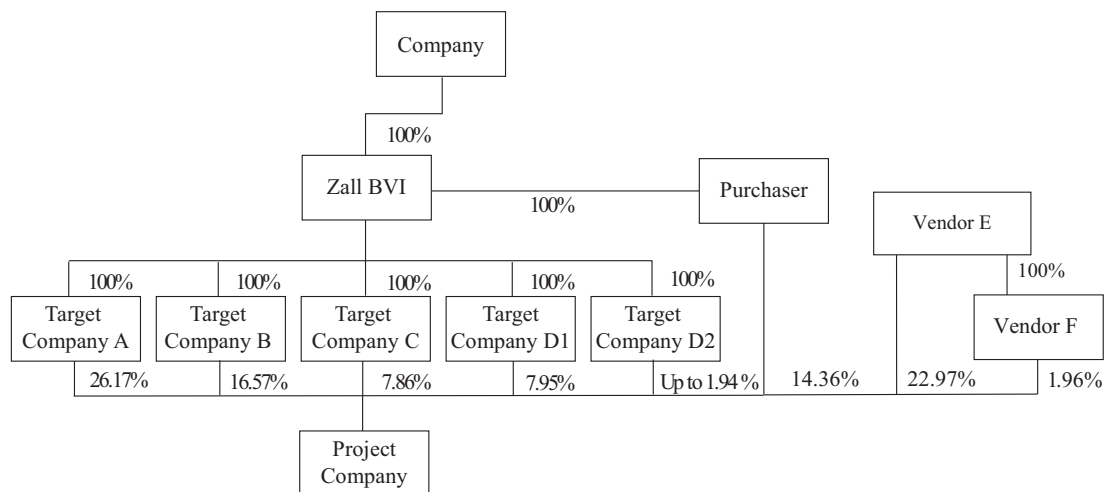 Company
100%
Zall BVI
Purchaser
100%
Vendor E
100%
100%
100%
100%
100%
100%
Target
Company A
Target
Company B
Target
Company C
Target
Company D1
Target
Company D2
Vendor F
26.17%
16.57%
7.86%
7.95%
Up to 1.94%
14.36%
22.97%
1.96%
Project
Company